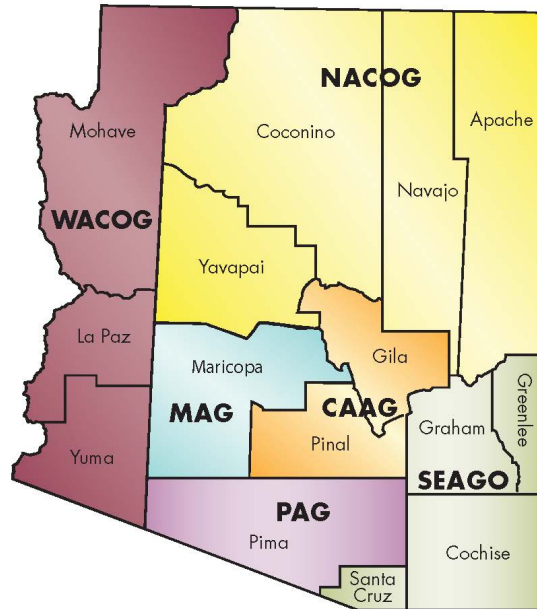 NACOG
Mohave
Coconino
Apache
Navajo
WACOG
Yavapai
La Paz
Maricopa
Gila
MAG
CAAG
Graham
Greenlee
Yuma
Pinal
SEAGO
PAG
Pima
Cochise
Santa
Cruz